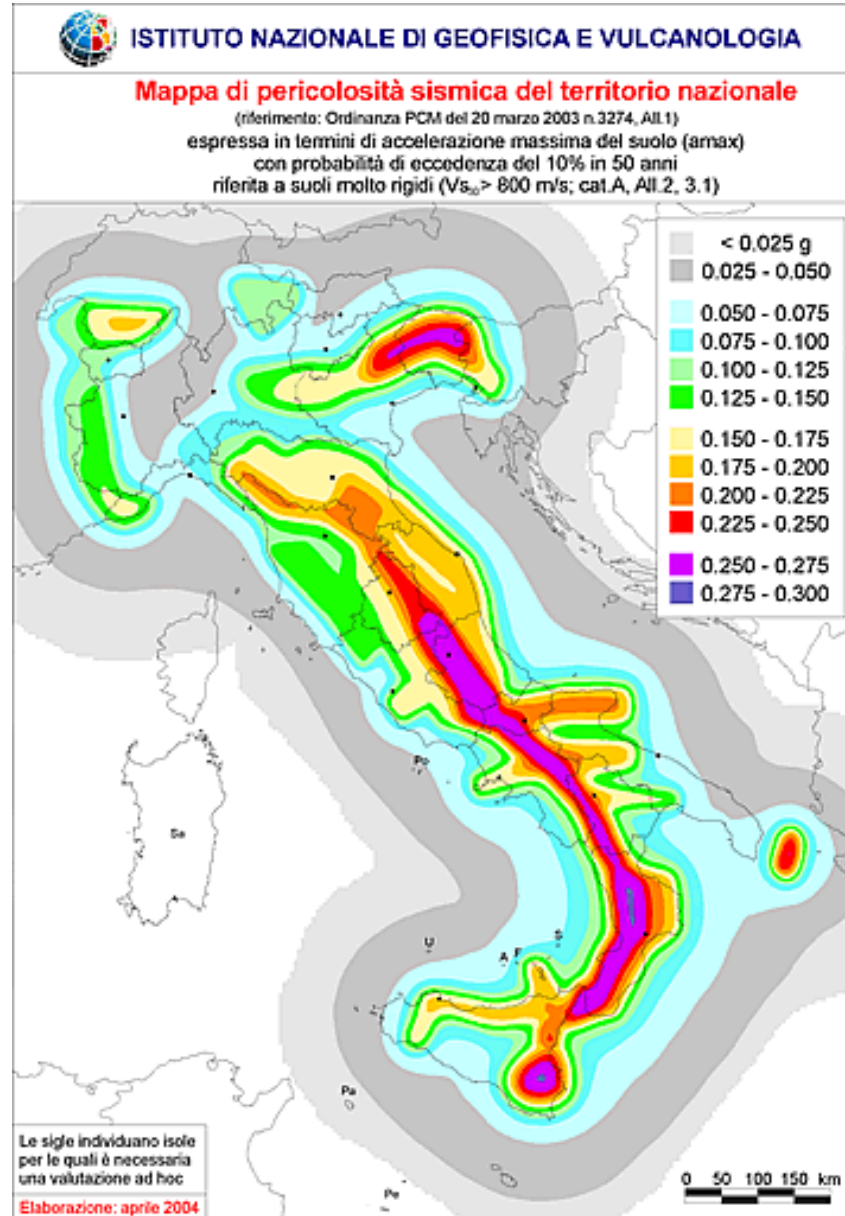 ISTITUTO NAZIONALE DI GEOFISICA E VULCANOLOGIA
Mappa di pericolosità sismica del territorio nazionale
(riferimento: Ordinanza PCM del 20 marzo 2003 n.3274, All.1)
espressa in termini di accelerazione massima del suolo (amax)
con probabilità di eccedenza del 10% in 50 anni
riferita a suoli molto rigidi (Vs₃₀> 800 m/s; cat.A, All.2, 3.1)
< 0.025 g
0.025 - 0.050
0.050 - 0.075
0.075 - 0.100
0.100 - 0.125
0.125 - 0.150
0.150 - 0.175
0.175 - 0.200
0.200 - 0.225
0.225 - 0.250
0.250 - 0.275
0.275 - 0.300
Po
Sa
U
A
F
S
Pa
Pe
Le sigle individuano isole
per le quali è necessaria
una valutazione ad hoc
Elaborazione: aprile 2004
0 50 100 150 km